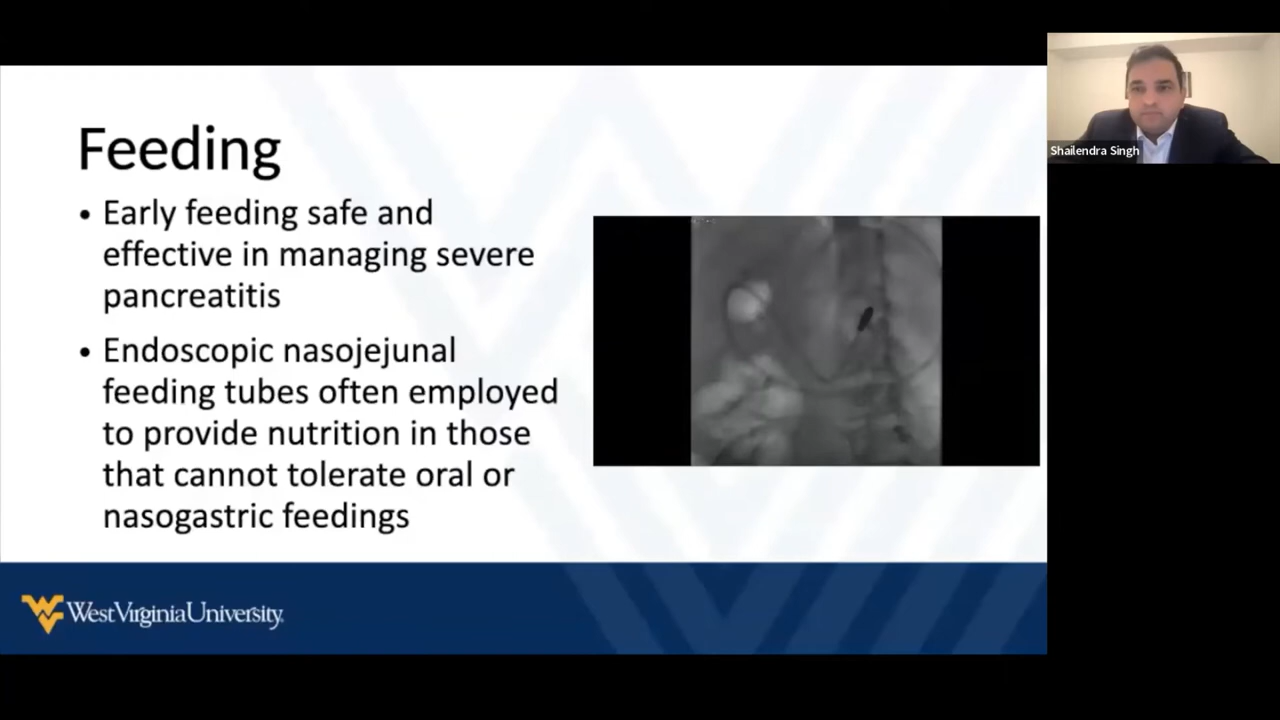 Feeding
• Early feeding safe and
effective in managing severe
pancreatitis
• Endoscopic nasojejunal
feeding tubes often employed
to provide nutrition in those
that cannot tolerate oral or
nasogastric feedings
West Virginia University.
Shailendra Singh